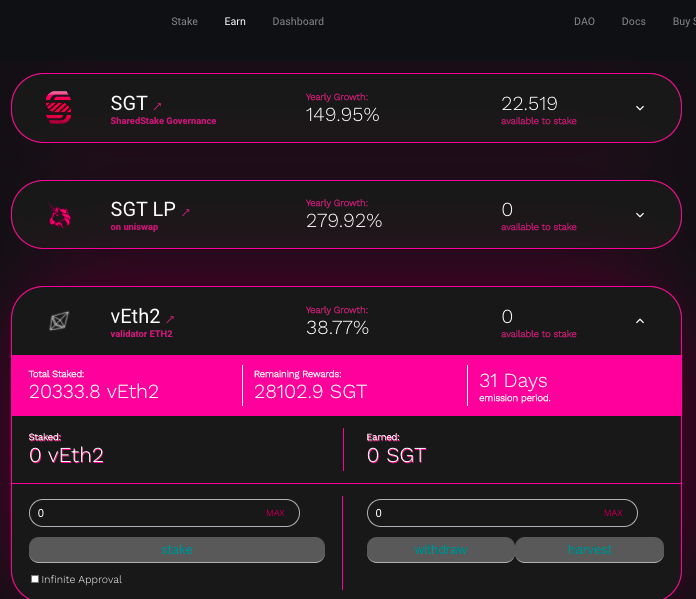 Stake Earn Dashboard DAO Docs Buy S
SGT ↗ Yearly Growth: 22.519
SharedStake Governance 149.95% available to stake
SGT LP ↗ Yearly Growth: 0
on uniswap 279.92% available to stake
vEth2 ↗ Yearly Growth: 0
validator ETH2 38.77% available to stake
Total Staked: Remaining Rewards: 31 Days
20333.8 vEth2 28102.9 SGT emission period.
Staked: Earned:
0 vEth2 0 SGT
0 MAX 0 MAX
stake withdraw harvest
Infinite Approval